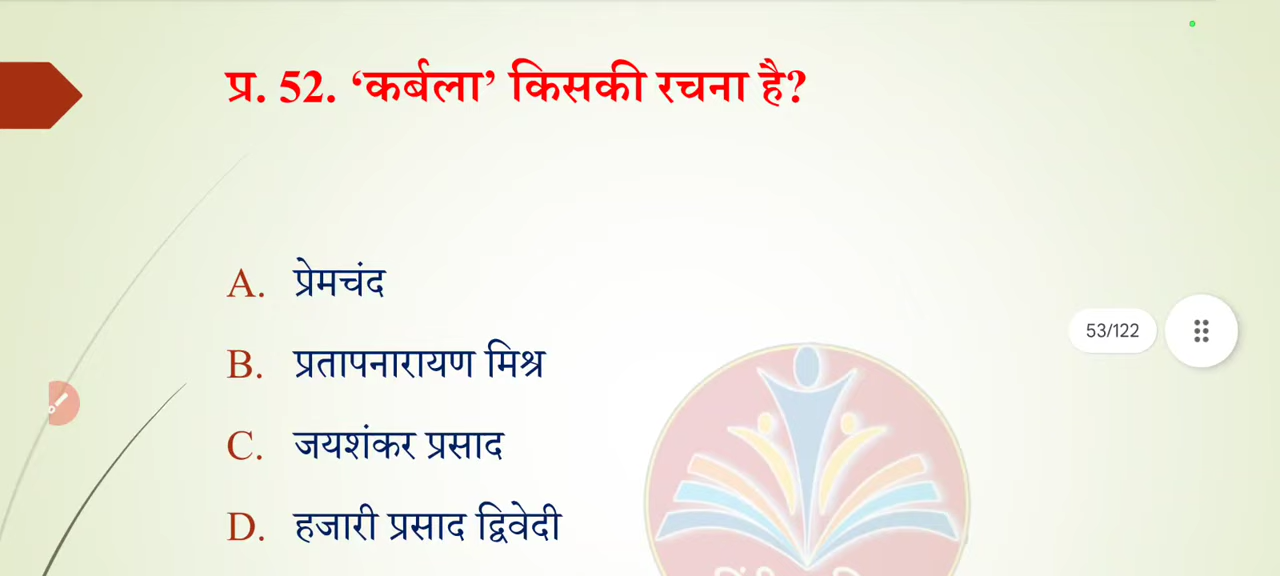 प्र. 52. ‘कर्बला’ किसकी रचना है?
A. प्रेमचंद
53/122
B. प्रतापनारायण मिश्र
C. जयशंकर प्रसाद
D. हजारी प्रसाद द्विवेदी